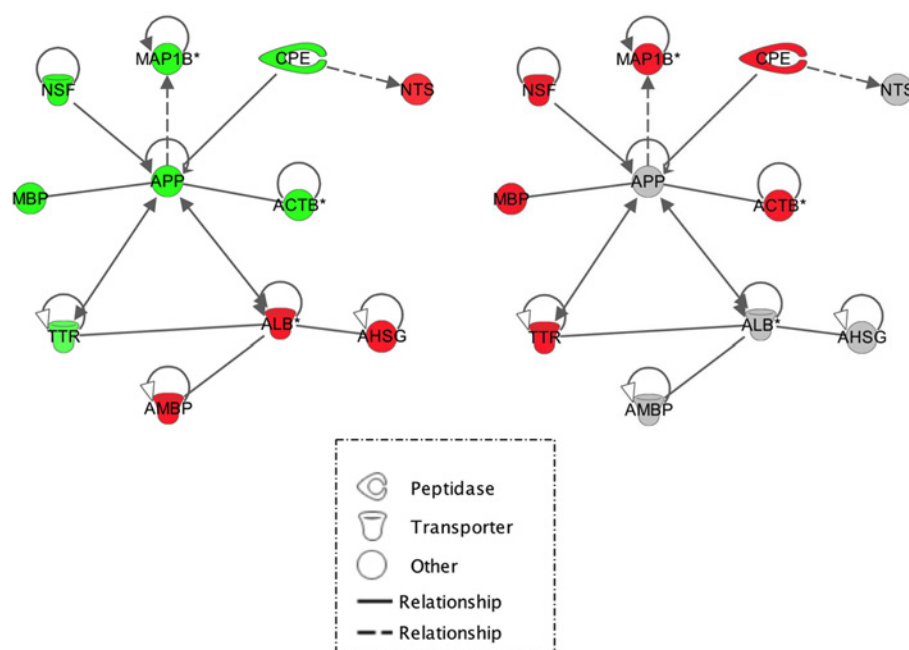 MAP1B*
CPE
NSF
NTS
APP
MBP
ACTB*
TTR
ALB*
AHSG
AMBP
MAP1B*
CPE
NSF
NTS
APP
MBP
ACTB*
TTR
ALB*
AHSG
AMBP
Peptidase
Transporter
Other
Relationship
Relationship